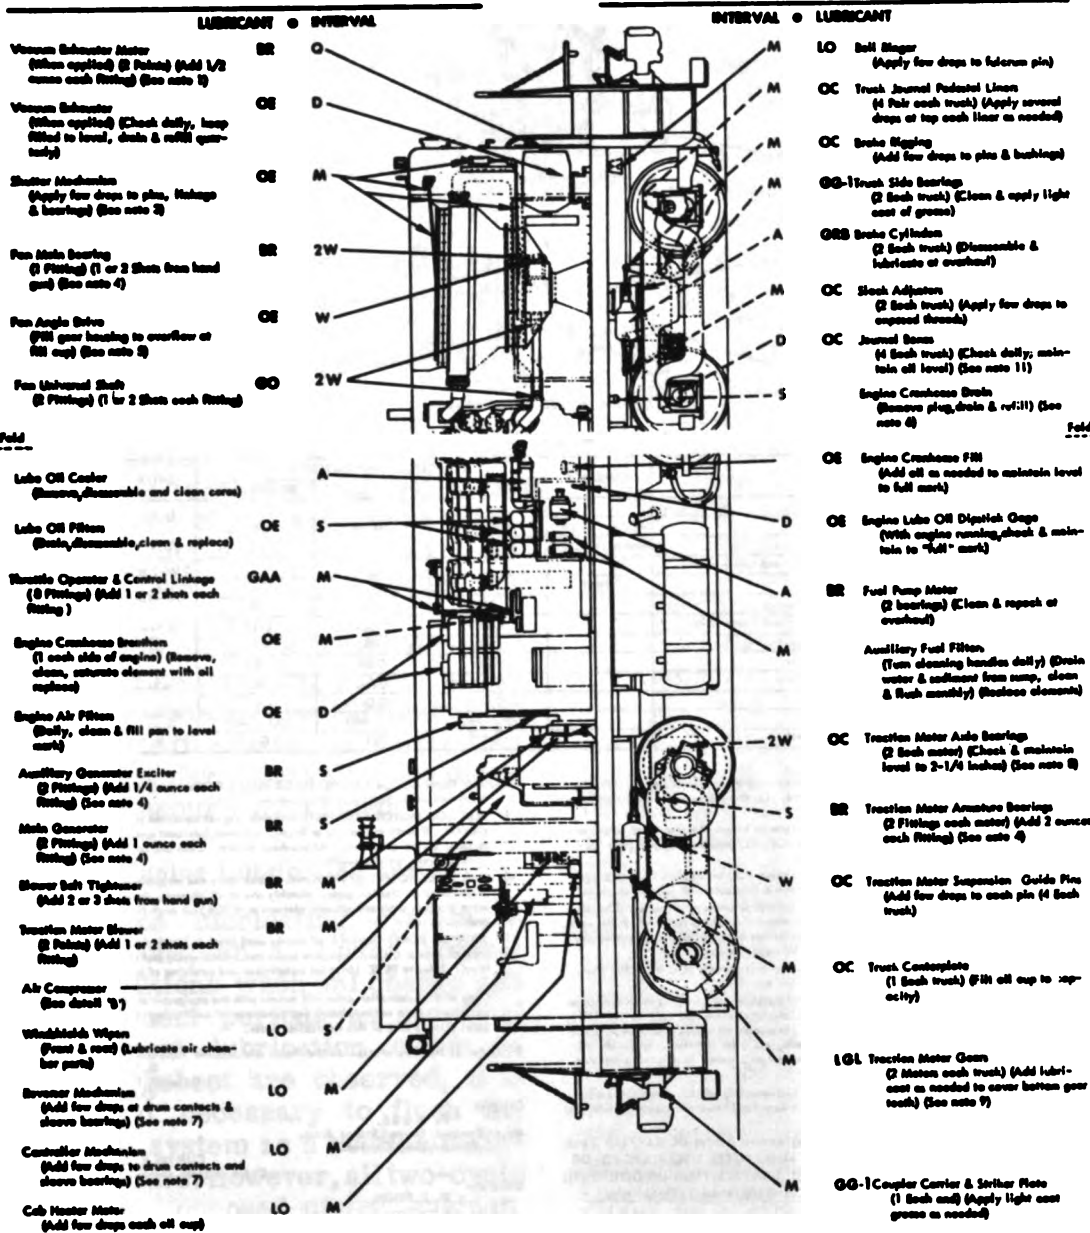 LUBRICANT ● INTERVAL
Vacuum Exhauster Motor BR Q
(When applied) (2 Points) (Add 1/2
ounce each fitting) (See note 1)
Vacuum Exhauster OE D
(When applied) (Check daily, keep
filled to level, drain & refill quar-
terly)
Shutter Mechanism OE M
(Apply few drops to pins, linkage
& bearings) (See note 3)
Fan Main Bearing BR 2W
(1 Fitting) (1 or 2 Shots from hand
gun) (See note 4)
Fan Angle Drive OE W
(Fill gear housing to overflow at
fill cup) (See note 5)
Fan Universal Shaft GO 2W
(2 Fittings) (1 or 2 Shots each fitting)
Fold
Lube Oil Cooler A
(Remove, disassemble and clean cores)
Lube Oil Filters OE S
(Drain, disassemble, clean & replace)
Throttle Operator & Control Linkage GAA M
(8 Fittings) (Add 1 or 2 shots each
fitting)
Engine Crankcase Breathers OE M
(1 each side of engine) (Remove,
clean, saturate element with oil
replace)
Engine Air Filters OE D
(Daily, clean & fill pan to level
mark)
Auxiliary Generator Exciter BR S
(2 Fittings) (Add 1/4 ounce each
fitting) (See note 4)
Main Generator BR S
(2 Fittings) (Add 1 ounce each
fitting) (See note 4)
Blower Belt Tightener BR M
(Add 2 or 3 shots from hand gun)
Traction Motor Blower BR M
(2 Points) (Add 1 or 2 shots each
fitting)
Air Compressor
(See detail "B")
Windshields Wipers LO S
(Front & rear) (Lubricate air cham-
ber parts)
Reverser Mechanism LO M
(Add few drops at drum contacts &
sleeve bearings) (See note 7)
Controller Mechanism LO M
(Add few drops to drum contacts and
sleeve bearings) (See note 7)
Cab Heater Motor LO M
(Add few drops each oil cup)
INTERVAL ● LUBRICANT
M LO Bell Ringer
(Apply few drops to fulcrum pin)
M OC Truck Journal Pedestal Liners
(4 Pair each truck) (Apply several
drops at top each liner as needed)
M OC Brake Rigging
(Add few drops to pins & bushings)
M GG-1 Truck Side Bearings
(2 Each truck) (Clean & apply light
coat of grease)
A GRB Brake Cylinders
(2 Each truck) (Disassemble &
lubricate at overhaul)
M OC Slack Adjusters
(2 Each truck) (Apply few drops to
exposed threads)
D OC Journal Boxes
(4 Each truck) (Check daily; main-
tain oil level) (See note 11)
S Engine Crankcase Drain
(Remove plug, drain & refill) (See
note 6)
Fold
OE Engine Crankcase Fill
(Add oil as needed to maintain level
to full mark)
D OE Engine Lube Oil Dipstick Gage
(With engine running, check & main-
tain to "full" mark)
A BR Fuel Pump Motor
(2 bearings) (Clean & repack at
overhaul)
M Auxiliary Fuel Filters
(Turn cleaning handles daily) (Drain
water & sediment from sump, clean
& flush monthly) (Replace elements)
2W OC Traction Motor Axle Bearings
(2 Each motor) (Check & maintain
level to 2-1/4 inches) (See note 8)
S BR Traction Motor Armature Bearings
(2 Fittings each motor) (Add 2 ounces
each fitting) (See note 4)
W OC Traction Motor Suspension Guide Pins
(Add few drops to each pin (4 Each
truck)
M OC Truck Centerplate
(1 Each truck) (Fill oil cup to cap-
acity)
M LGL Traction Motor Gears
(2 Motors each truck) (Add lubri-
cant as needed to cover bottom gear
teeth) (See note 9)
M GG-1 Coupler Carrier & Striker Plate
(1 Each end) (Apply light coat
grease as needed)